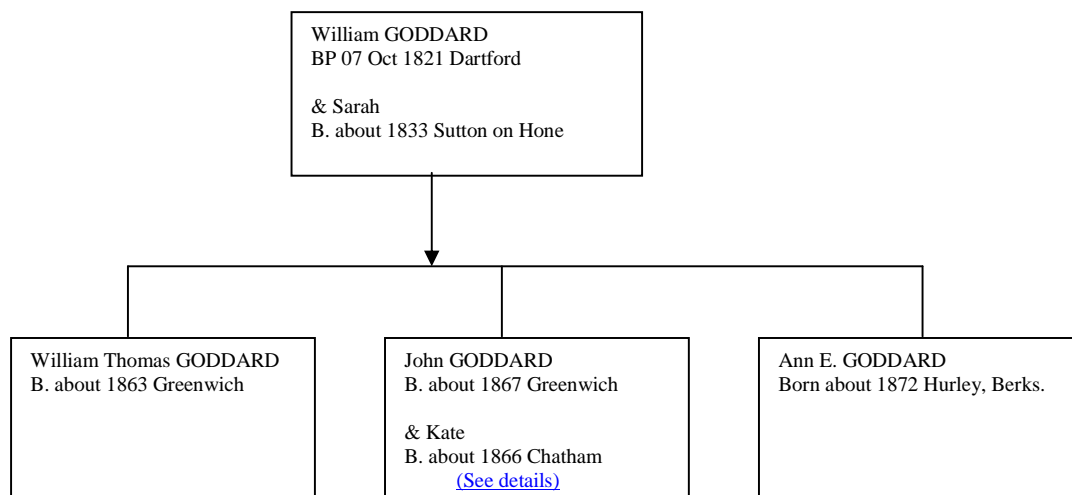 William GODDARD
BP 07 Oct 1821 Dartford
& Sarah
B. about 1833 Sutton on Hone
William Thomas GODDARD
B. about 1863 Greenwich
John GODDARD
B. about 1867 Greenwich
& Kate
B. about 1866 Chatham
(See details)
Ann E. GODDARD
Born about 1872 Hurley, Berks.